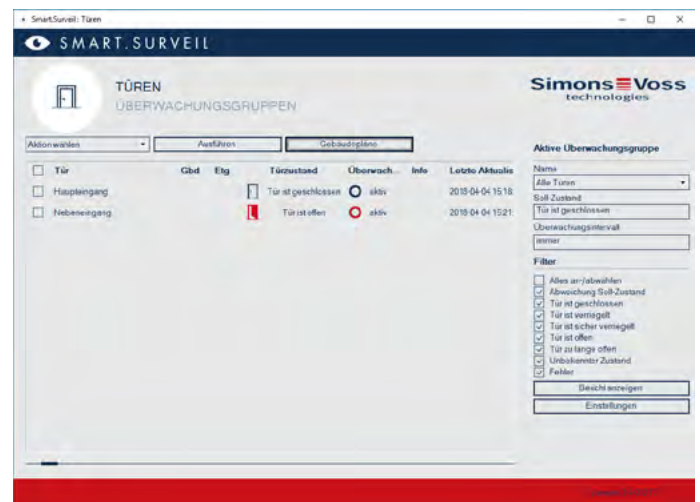 SmartSurveil: Türen
SMART.SURVEIL
TÜREN
ÜBERWACHUNGSGRUPPEN
Simons Voss
technologies
Aktion wählen
Ausführen
Gebäudepläne
Tür Gbd Etg Türzustand Überwach... Info Letzte Aktualis
Haupteingang Tür ist geschlossen aktiv 2018-04-04 15:18:
Nebeneingang Tür ist offen aktiv 2018-04-04 15:21:
Aktive Überwachungsgruppe
Name
Alle Türen
Soll-Zustand
Tür ist geschlossen
Überwachungsintervall
immer
Filter
Alles an-/abwählen
Abweichung Soll-Zustand
Tür ist geschlossen
Tür ist verriegelt
Tür ist sicher verriegelt
Tür ist offen
Tür zu lange offen
Unbekannter Zustand
Fehler
Bericht anzeigen
Einstellungen